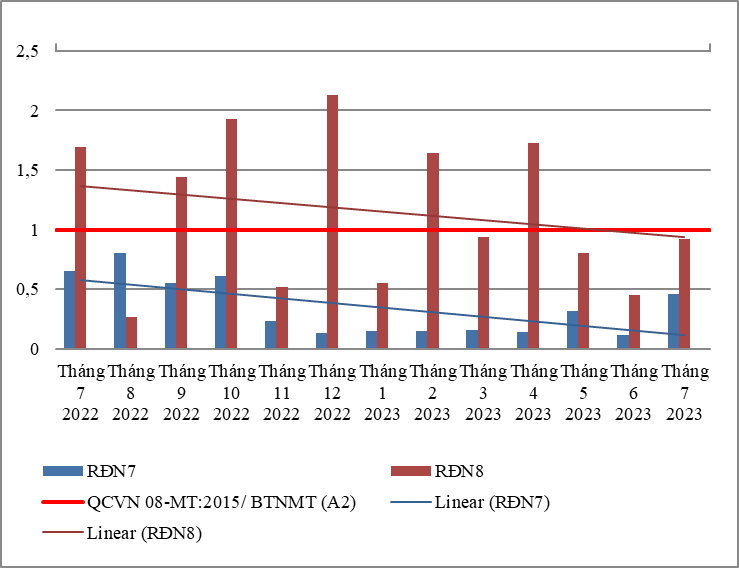 2,5
2
1,5
1
0,5
0
Tháng 7 2022
Tháng 8 2022
Tháng 9 2022
Tháng 10 2022
Tháng 11 2022
Tháng 12 2022
Tháng 1 2023
Tháng 2 2023
Tháng 3 2023
Tháng 4 2023
Tháng 5 2023
Tháng 6 2023
Tháng 7 2023
RĐN7
RĐN8
QCVN 08-MT:2015/ BTNMT (A2)
Linear (RĐN7)
Linear (RĐN8)